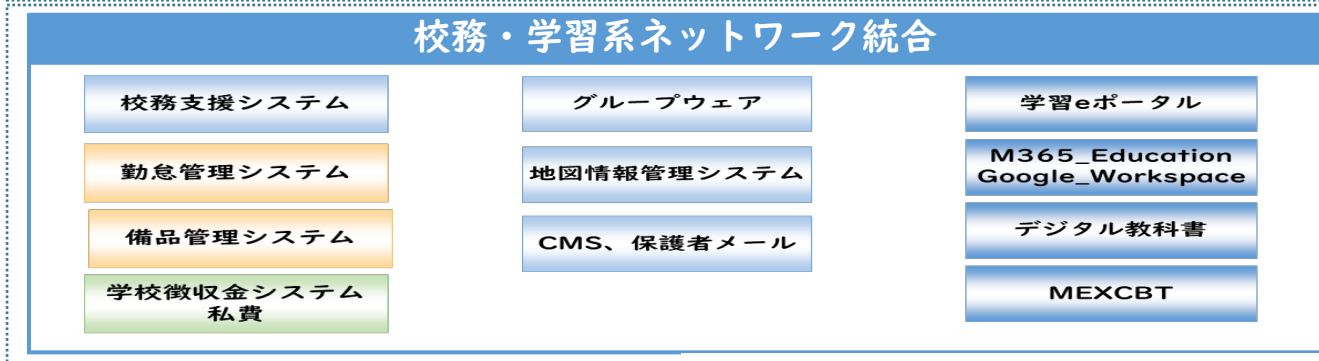 校務・学習系ネットワーク統合
校務支援システム
勤怠管理システム
備品管理システム
学校徴収金システム
私費
グループウェア
地図情報管理システム
CMS、保護者メール
学習eポータル
M365_Education
Google_Workspace
デジタル教科書
MEXCBT